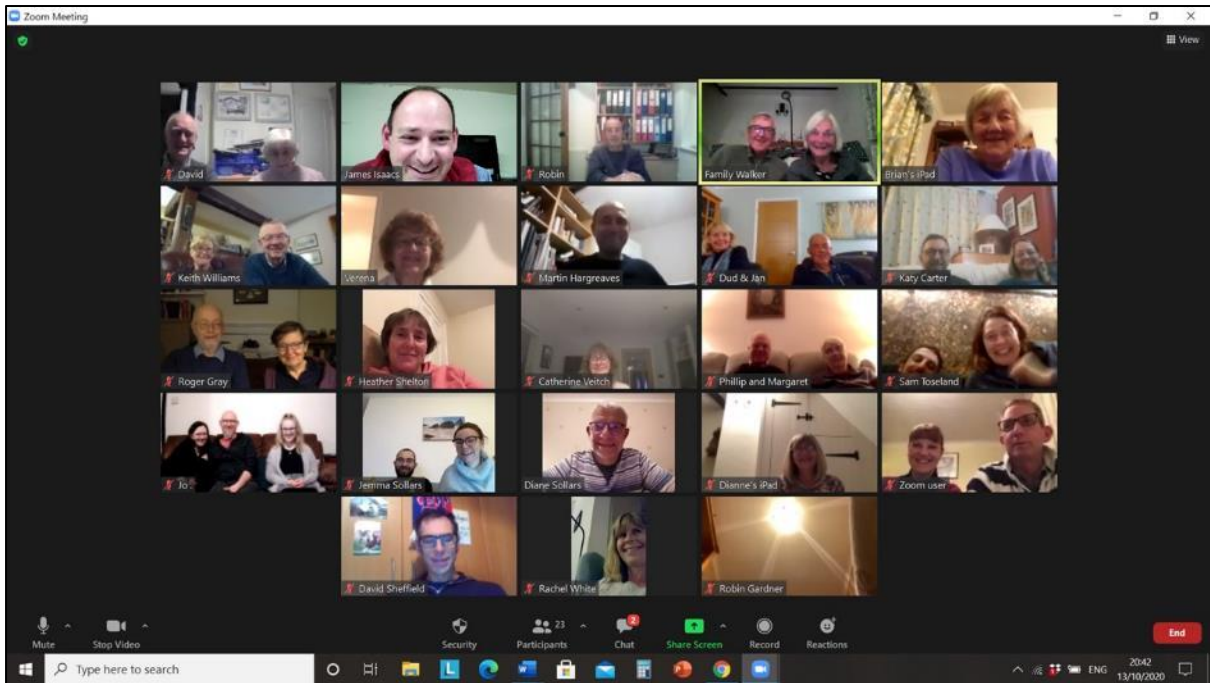 Zoom Meeting
View
David
James Isaacs
Robin
Family Walker
Brian's iPad
Keith Williams
Verena
Martin Hargreaves
Dud & Jan
Katy Carter
Roger Gray
Heather Shelton
Catherine Veitch
Phillip and Margaret
Sam Toseland
Jo
Jemma Sollars
Diane Sollars
Dianne's iPad
Zoom user
David Sheffield
Rachel White
Robin Gardner
23
2
Mute
Stop Video
Security
Participants
Chat
Share Screen
Record
Reactions
End
Type here to search
L
ENG
20:42
13/10/2020